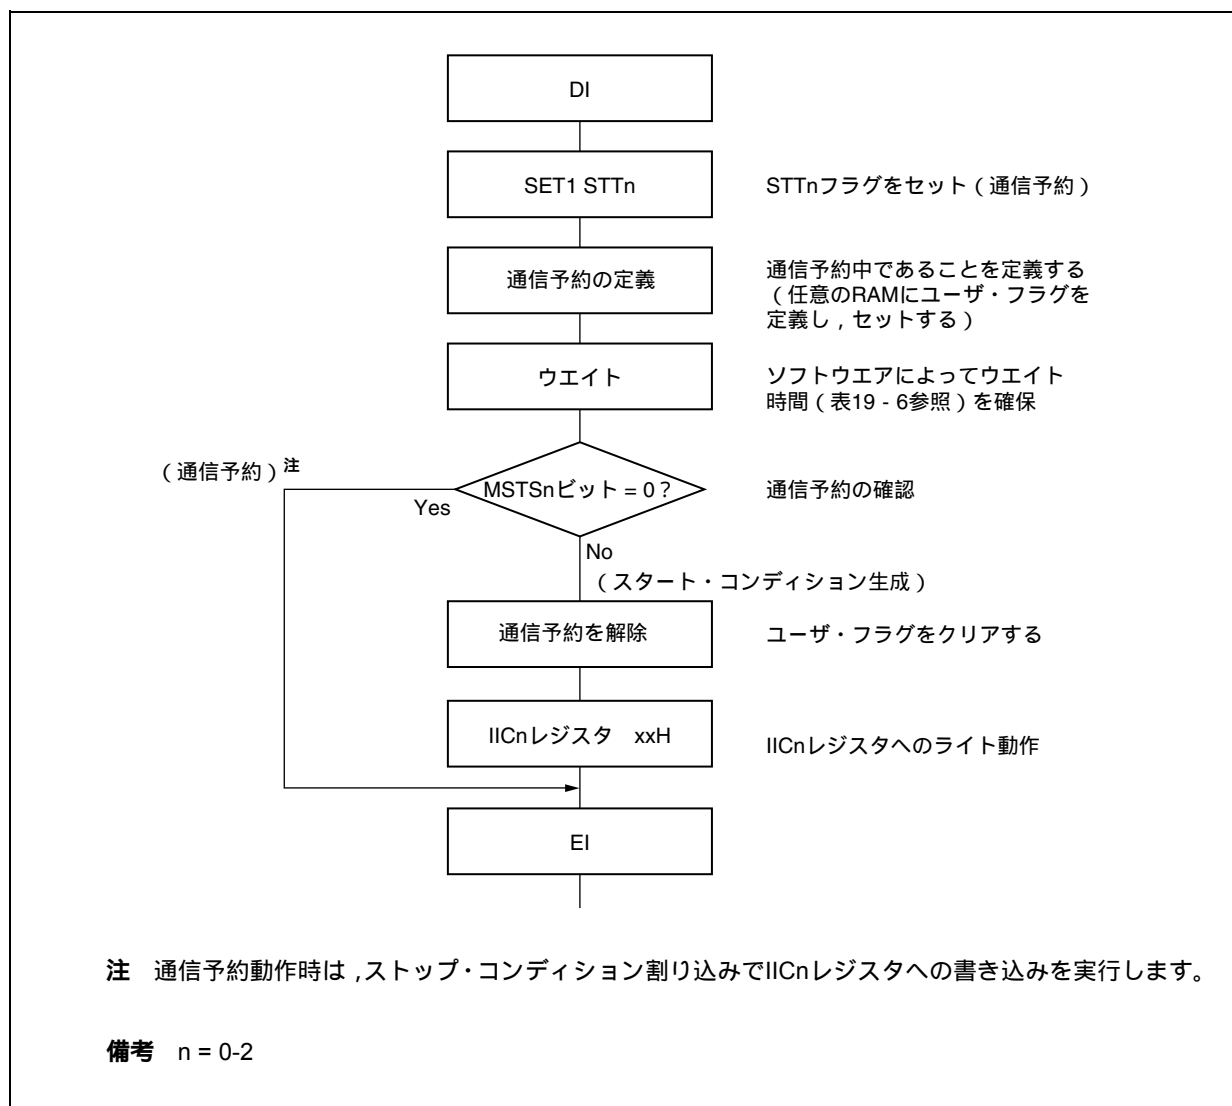 DI
SET1 STTn
STTnフラグをセット（通信予約）
通信予約の定義
通信予約中であることを定義する
（任意のRAMにユーザ・フラグを
定義し，セットする）
ウエイト
ソフトウエアによってウエイト
時間（表19 - 6参照）を確保
（通信予約）注
MSTSnビット = 0？
通信予約の確認
Yes
No
（スタート・コンディション生成）
通信予約を解除
ユーザ・フラグをクリアする
IICnレジスタ　xxH
IICnレジスタへのライト動作
EI
注　通信予約動作時は，ストップ・コンディション割り込みでIICnレジスタへの書き込みを実行します。
備考　n = 0-2